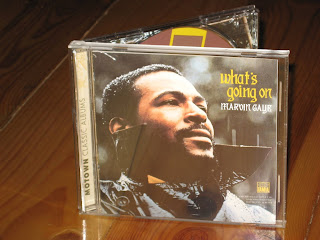 what's
going on
MARVIN GAYE
MOTOWN CLASSIC ALBUMS